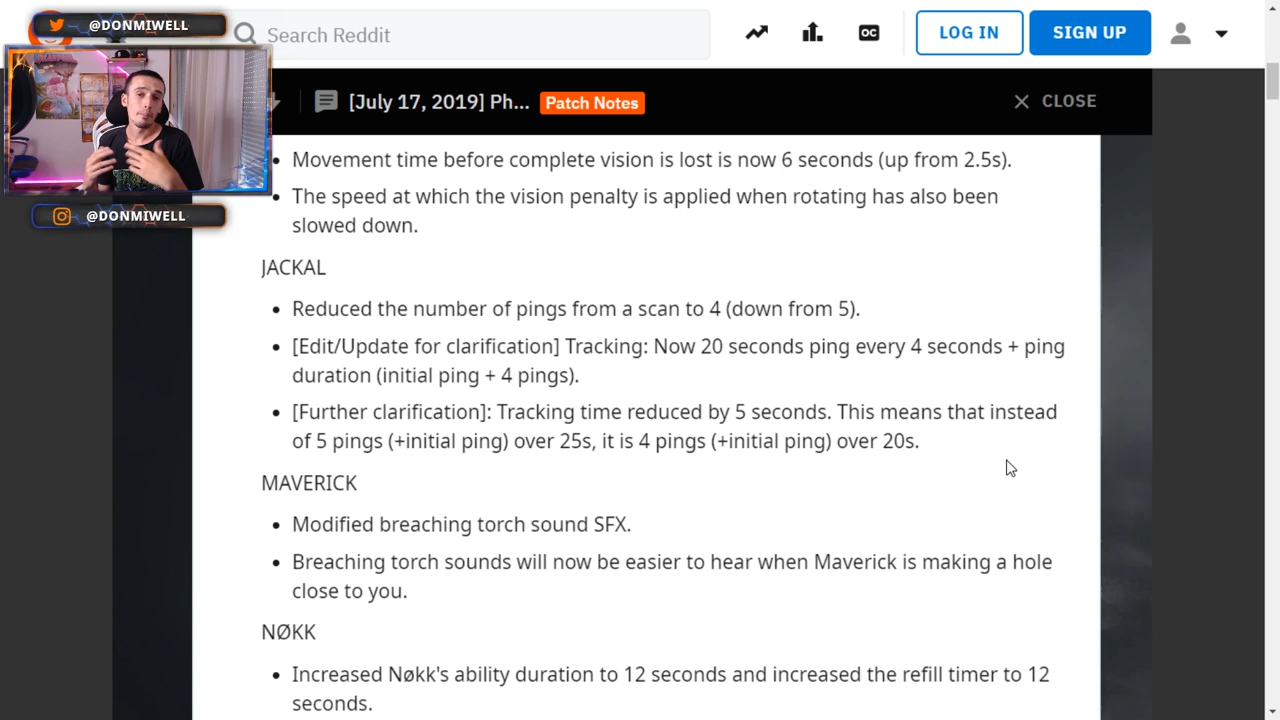 @DONMIWELL
Search Reddit
LOG IN
SIGN UP
[July 17, 2019] Ph...
Patch Notes
CLOSE
@DONMIWELL
• Movement time before complete vision is lost is now 6 seconds (up from 2.5s).
• The speed at which the vision penalty is applied when rotating has also been
slowed down.
JACKAL
• Reduced the number of pings from a scan to 4 (down from 5).
• [Edit/Update for clarification] Tracking: Now 20 seconds ping every 4 seconds + ping
duration (initial ping + 4 pings).
• [Further clarification]: Tracking time reduced by 5 seconds. This means that instead
of 5 pings (+initial ping) over 25s, it is 4 pings (+initial ping) over 20s.
MAVERICK
• Modified breaching torch sound SFX.
• Breaching torch sounds will now be easier to hear when Maverick is making a hole
close to you.
NØKK
• Increased Nøkk's ability duration to 12 seconds and increased the refill timer to 12
seconds.